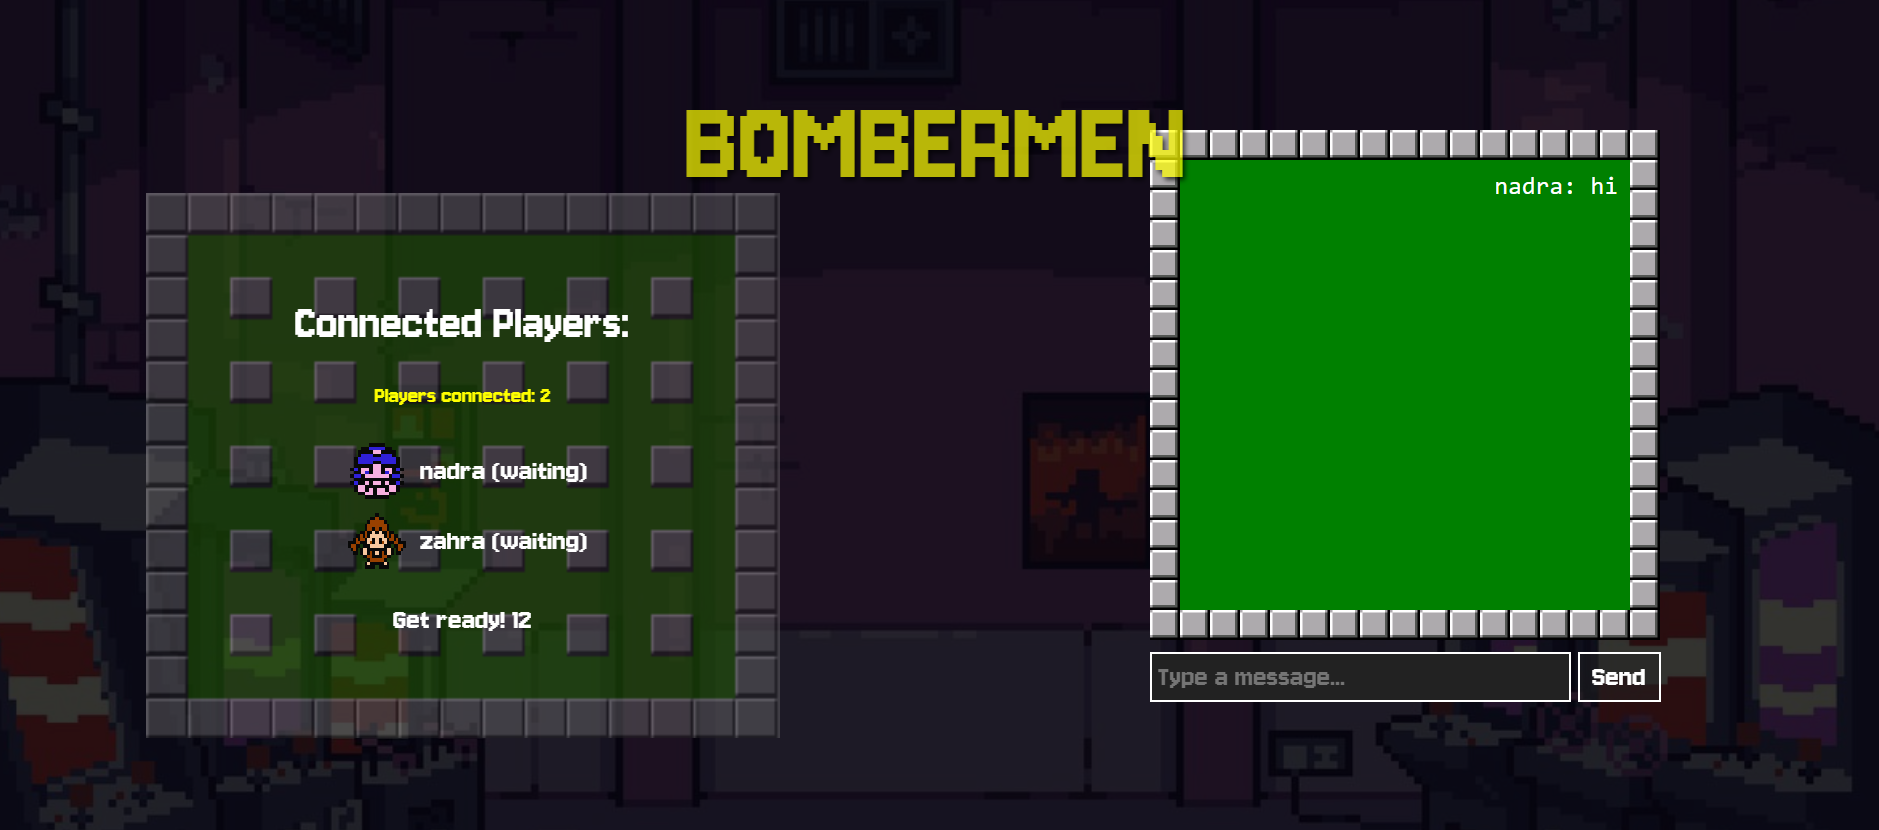 BOMBERMEN
Connected Players:
Players connected: 2
nadra (waiting)
zahra (waiting)
Get ready! 12
nadra: hi
Type a message...
Send